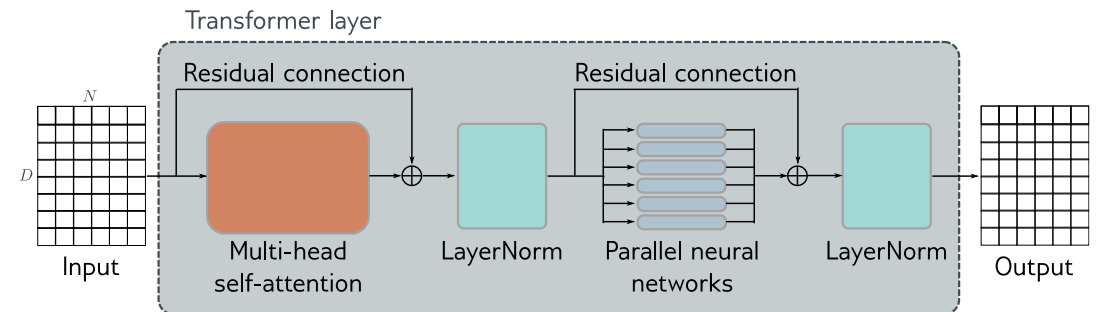 Transformer layer
Residual connection
Residual connection
N
D
Input
Multi-head
self-attention
LayerNorm
Parallel neural
networks
LayerNorm
Output